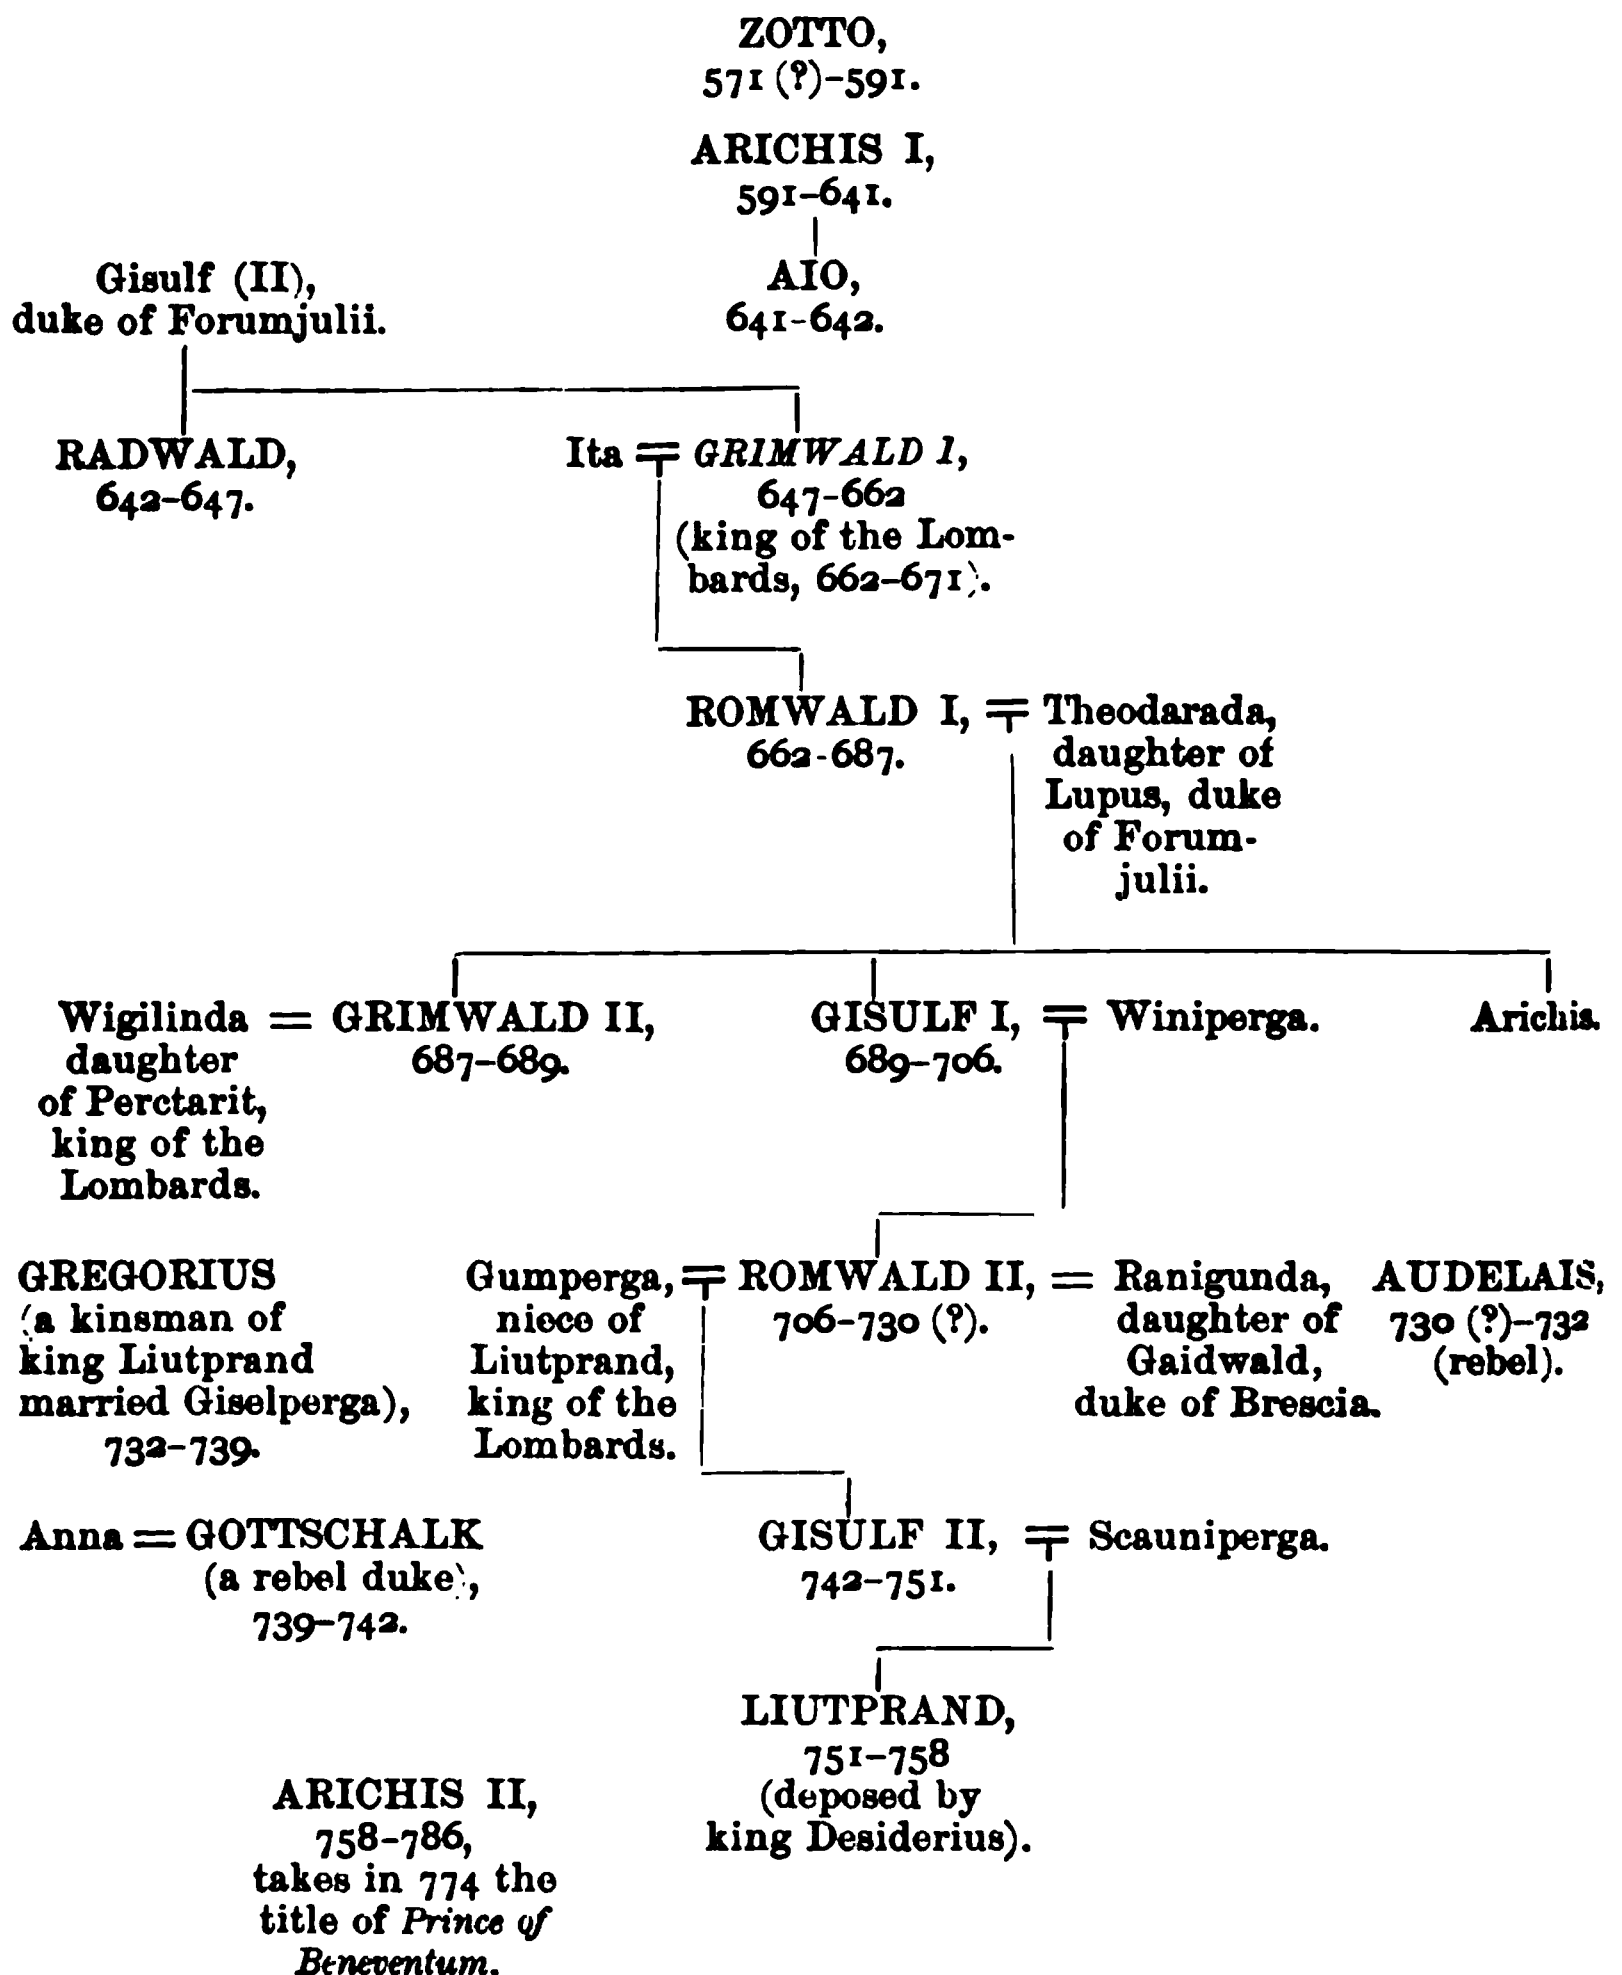 ZOTTO,
571 (?)-591.
ARICHIS I,
591-641.
AIO,
641-642.
Gisulf (II),
duke of Forumjulii.
RADWALD,
642-647.
Ita = GRIMWALD I,
647-662
(king of the Lom-
bards, 662-671).
ROMWALD I, = Theodarada,
662-687.
daughter of
Lupus, duke
of Forum-
julii.
Wigilinda = GRIMWALD II,
687-689.
daughter
of Perctarit,
king of the
Lombards.
GISULF I, = Winiperga.
689-706.
Arichis.
GREGORIUS
(a kinsman of
king Liutprand
married Giselperga),
732-739.
Gumperga, = ROMWALD II, = Ranigunda,
niece of
Liutprand,
king of the
Lombards.
706-730 (?).
daughter of
Gaidwald,
duke of Brescia.
AUDELAIS,
730 (?)-732
(rebel).
Anna = GOTTSCHALK
(a rebel duke),
739-742.
GISULF II, = Scauniperga.
742-751.
LIUTPRAND,
751-758
(deposed by
king Desiderius).
ARICHIS II,
758-786,
takes in 774 the
title of Prince of
Beneventum.